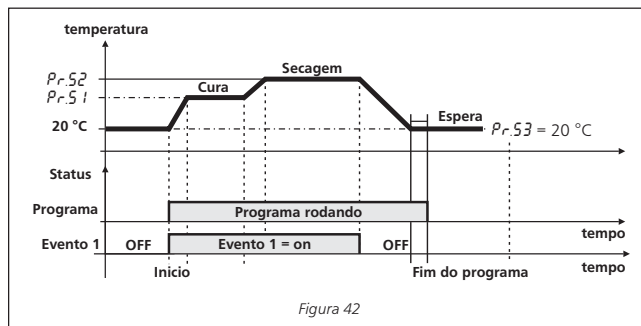 temperatura
Pr.S2
Secagem
Cura
Pr.S1
Espera
20 °C
Pr.S3 = 20 °C
Status
Programa
Programa rodando
tempo
Evento 1
OFF
Evento 1 = on
OFF
Inicio
Fim do programa
tempo
Figura 42